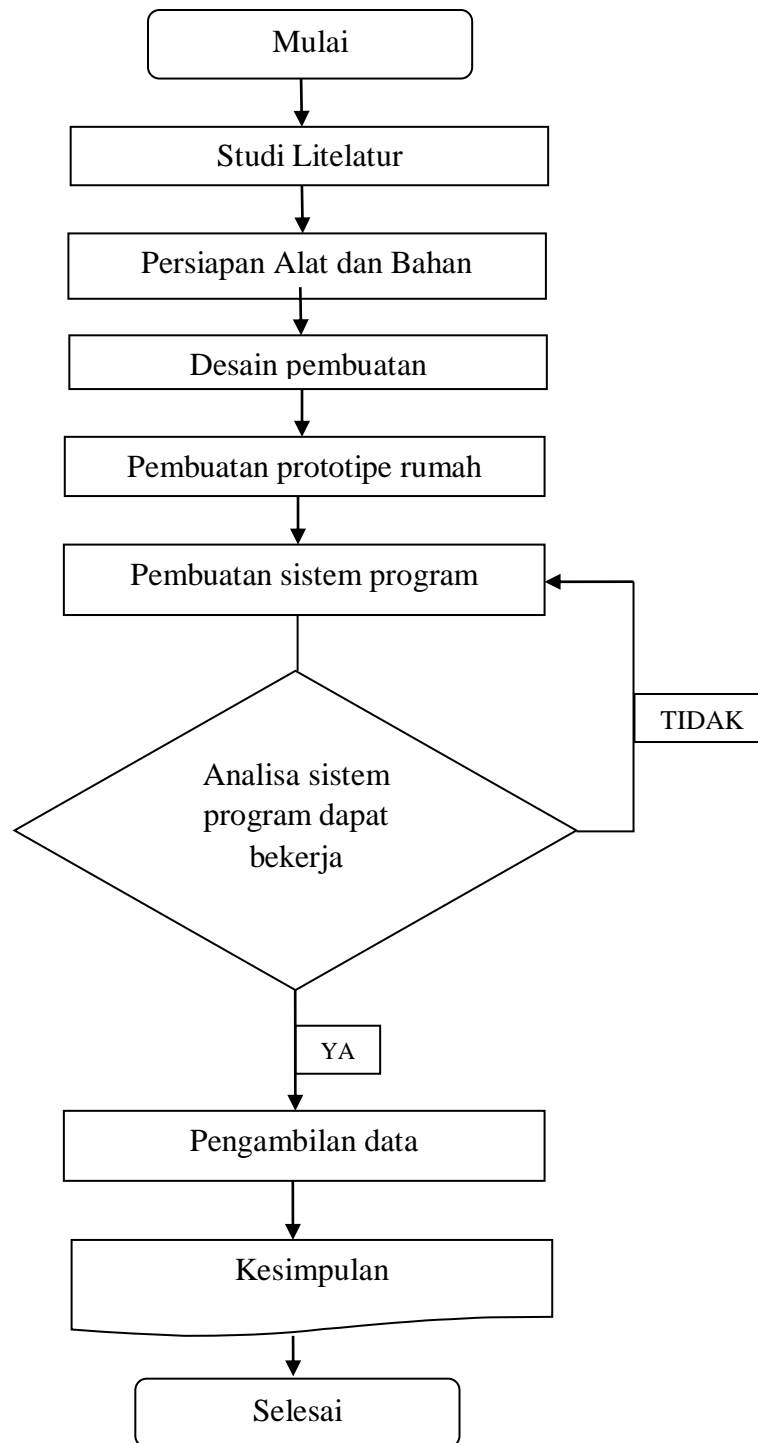 Mulai
Studi Litelatur
Persiapan Alat dan Bahan
Desain pembuatan
Pembuatan prototipe rumah
Pembuatan sistem program
TIDAK
Analisa sistem
program dapat
bekerja
YA
Pengambilan data
Kesimpulan
Selesai